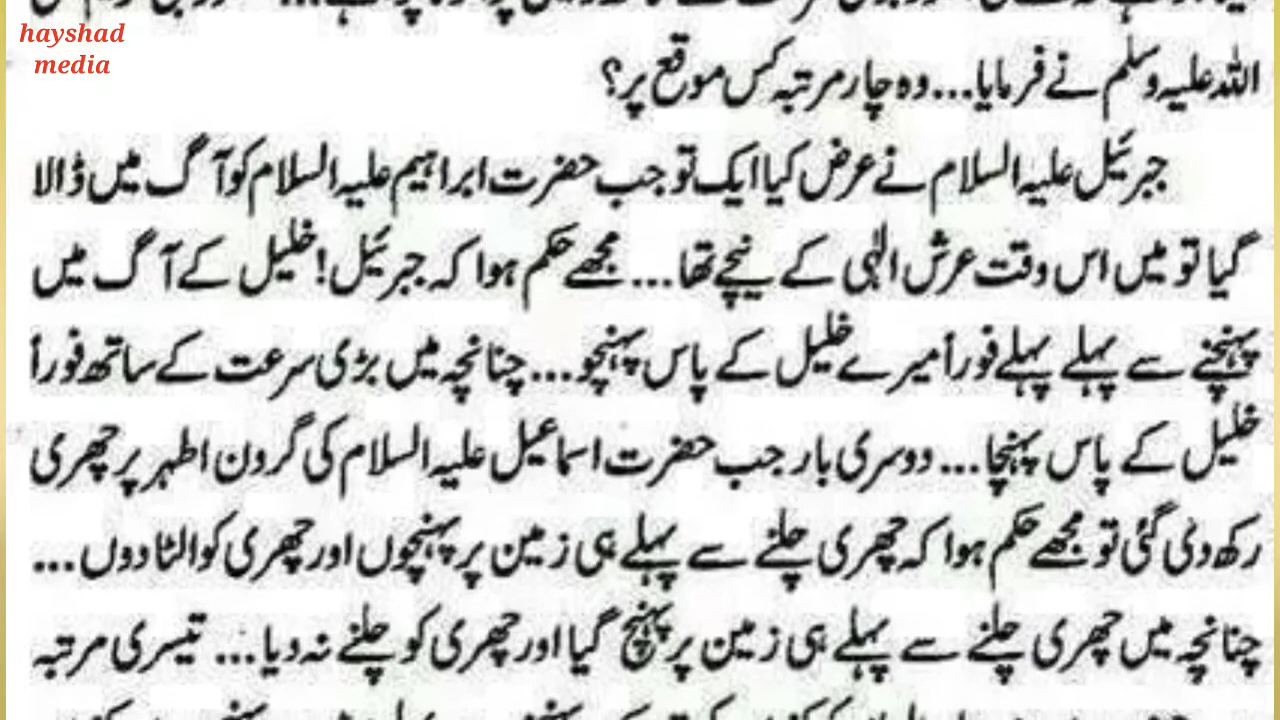 hayshad
media
اللہ علیہ وسلم نے فرمایا...وہ چار مرتبہ کس موقع پر؟
جبرئیل علیہ السلام نے عرض کیا ایک تو جب حضرت ابراہیم علیہ السلام کو آگ میں ڈالا
گیا تو میں اس وقت عرش الٰہی کے نیچے تھا...مجھے حکم ہوا کہ جبرئیل! خلیل کے آگ میں
پہنچنے سے پہلے پہلے فوراً میرے خلیل کے پاس پہنچو...چنانچہ میں بڑی سرعت کے ساتھ فوراً
خلیل کے پاس پہنچا...دوسری بار جب حضرت اسماعیل علیہ السلام کی گردن اطہر پر چھری
رکھ دی گئی تو مجھے حکم ہوا کہ چھری چلنے سے پہلے ہی زمین پر پہنچوں اور چھری کو الٹا دوں...
چنانچہ میں چھری چلنے سے پہلے ہی زمین پر پہنچ گیا اور چھری کو چلنے نہ دیا...تیسری مرتبہ